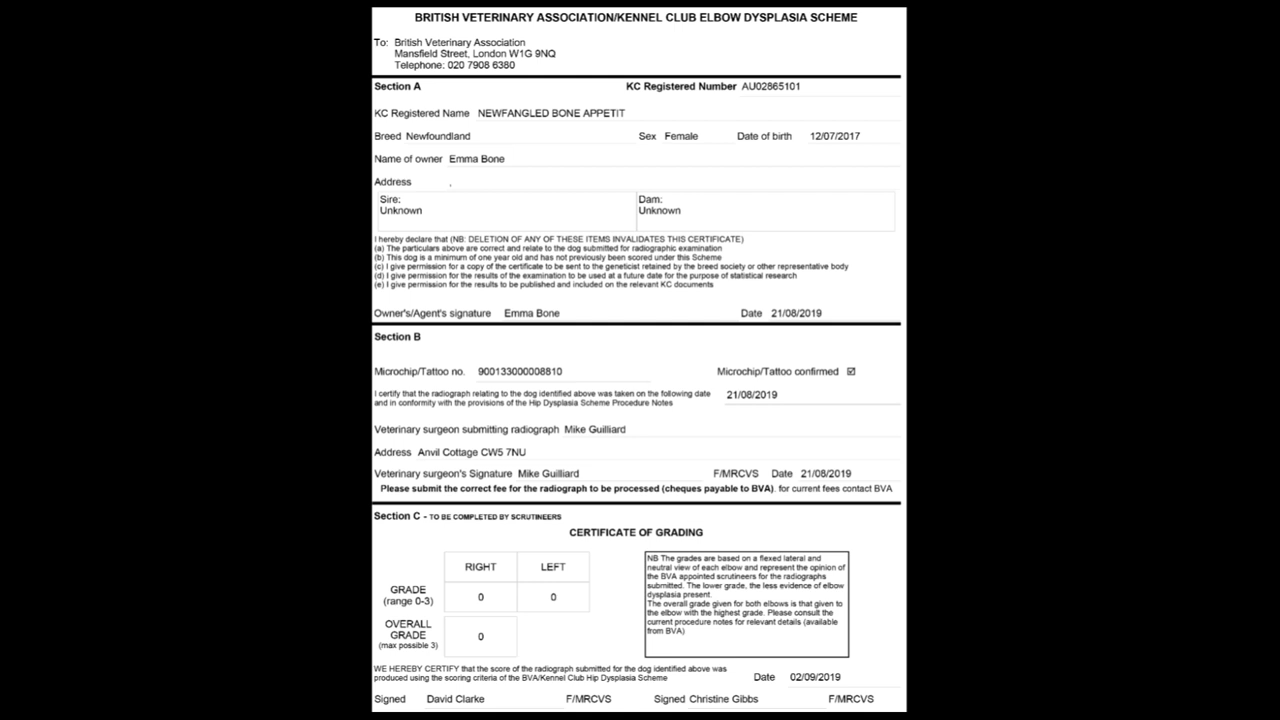 BRITISH VETERINARY ASSOCIATION/KENNEL CLUB ELBOW DYSPLASIA SCHEME
To: British Veterinary Association
Mansfield Street, London W1G 9NQ
Telephone: 020 7908 6380
Section A KC Registered Number AU02865101
KC Registered Name NEWFANGLED BONE APPETIT
Breed Newfoundland Sex Female Date of birth 12/07/2017
Name of owner Emma Bone
Address ,
Sire: Dam:
Unknown Unknown
I hereby declare that (NB: DELETION OF ANY OF THESE ITEMS INVALIDATES THIS CERTIFICATE)
(a) The particulars above are correct and relate to the dog submitted for radiographic examination
(b) This dog is a minimum of one year old and has not previously been scored under this Scheme
(c) I give permission for a copy of the certificate to be sent to the geneticist retained by the breed society or other representative body
(d) I give permission for the results of the examination to be used at a future date for the purpose of statistical research
(e) I give permission for the results to be published and included on the relevant KC documents
Owner's/Agent's signature Emma Bone Date 21/08/2019
Section B
Microchip/Tattoo no. 900133000008810 Microchip/Tattoo confirmed ☑
I certify that the radiograph relating to the dog identified above was taken on the following date 21/08/2019
and in conformity with the provisions of the Hip Dysplasia Scheme Procedure Notes
Veterinary surgeon submitting radiograph Mike Guilliard
Address Anvil Cottage CW5 7NU
Veterinary surgeon's Signature Mike Guilliard F/MRCVS Date 21/08/2019
Please submit the correct fee for the radiograph to be processed (cheques payable to BVA). for current fees contact BVA
Section C - TO BE COMPLETED BY SCRUTINEERS
CERTIFICATE OF GRADING
RIGHT LEFT
GRADE
(range 0-3) 0 0
OVERALL
GRADE 0
(max possible 3)
NB The grades are based on a flexed lateral and
neutral view of each elbow and represent the opinion of
the BVA appointed scrutineers for the radiographs
submitted. The lower grade, the less evidence of elbow
dysplasia present.
The overall grade given for both elbows is that given to
the elbow with the highest grade. Please consult the
current procedure notes for relevant details (available
from BVA)
WE HEREBY CERTIFY that the score of the radiograph submitted for the dog identified above was
produced using the scoring criteria of the BVA/Kennel Club Hip Dysplasia Scheme Date 02/09/2019
Signed David Clarke F/MRCVS Signed Christine Gibbs F/MRCVS